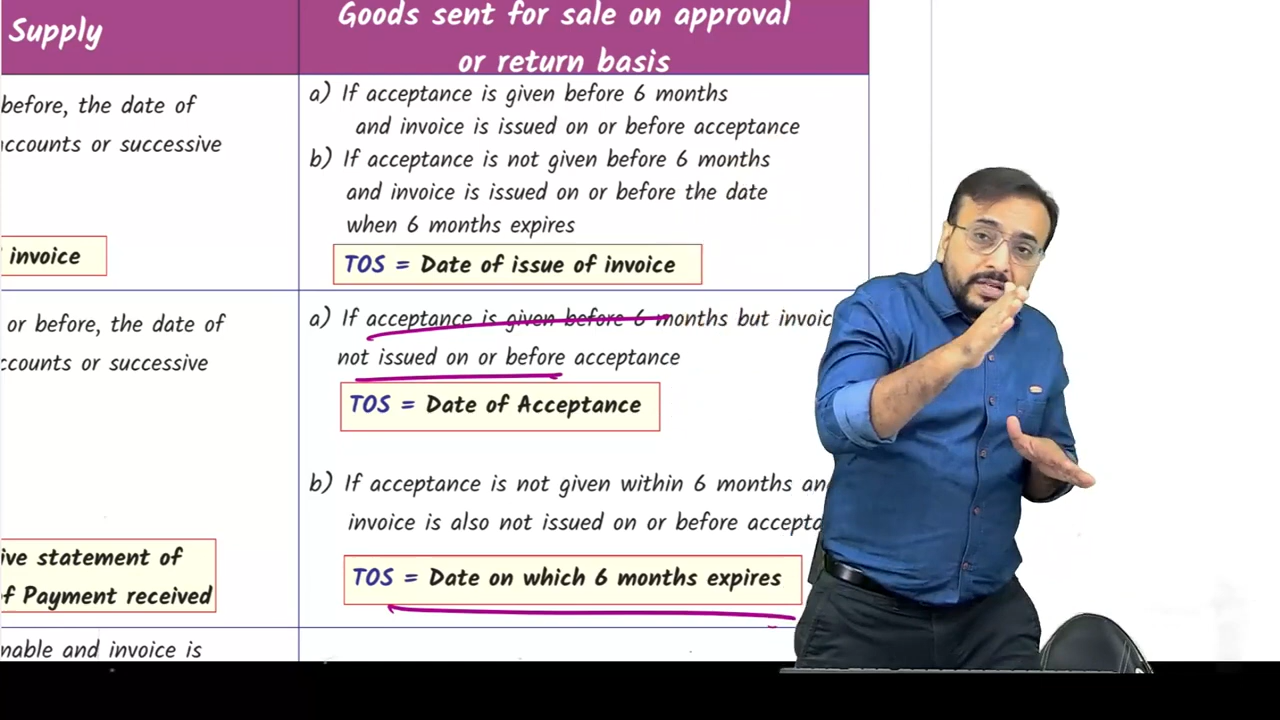 Supply
before, the date of
accounts or successive
invoice
or before, the date of
ccounts or successive
ive statement of
of Payment received
nable and invoice is
Goods sent for sale on approval
or return basis
a) If acceptance is given before 6 months
and invoice is issued on or before acceptance
b) If acceptance is not given before 6 months
and invoice is issued on or before the date
when 6 months expires
TOS = Date of issue of invoice
a) If acceptance is given before 6 months but invoic
not issued on or before acceptance
TOS = Date of Acceptance
b) If acceptance is not given within 6 months an
invoice is also not issued on or before accepta
TOS = Date on which 6 months expires